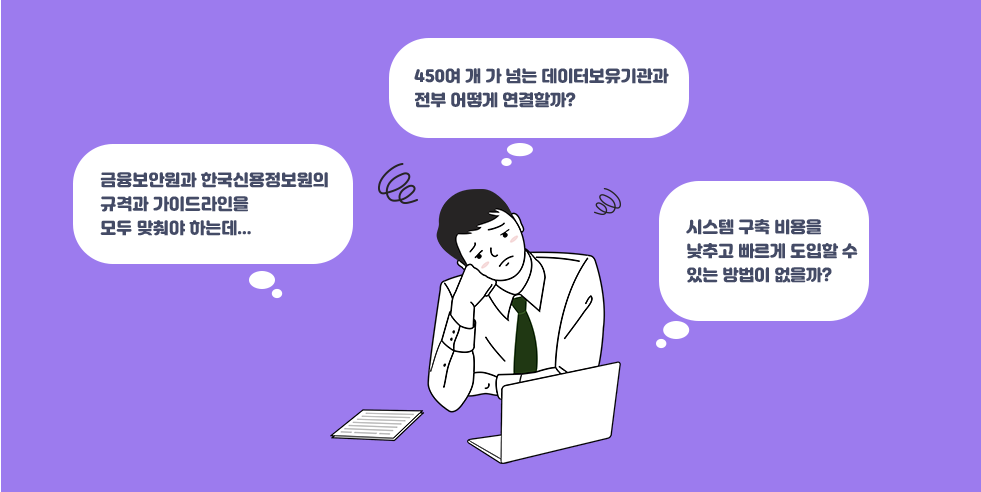 450여 개 가 넘는 데이터보유기관과
전부 어떻게 연결할까?
금융보안원과 한국신용정보원의
규격과 가이드라인을
모두 맞춰야 하는데...
시스템 구축 비용을
낮추고 빠르게 도입할 수
있는 방법이 없을까?